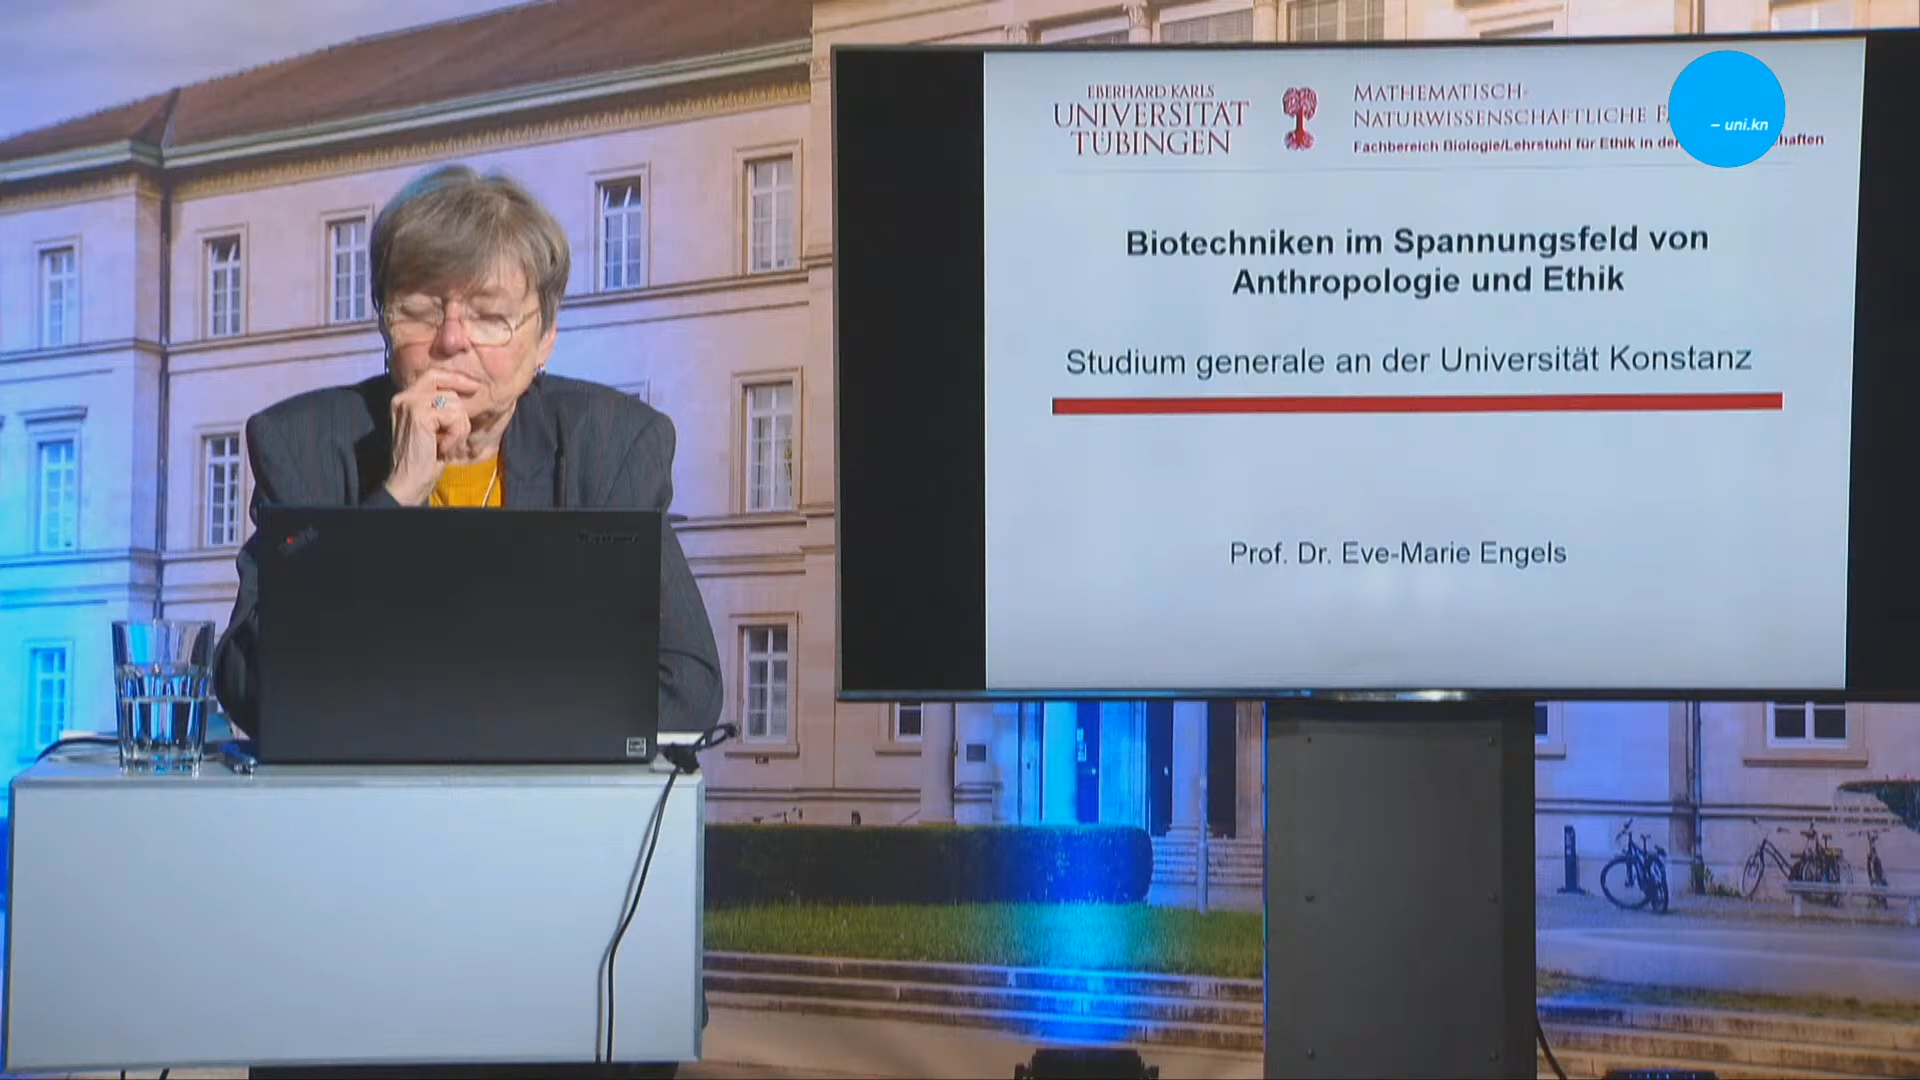 EBERHARD KARLS
UNIVERSITÄT
TÜBINGEN
MATHEMATISCH-
NATURWISSENSCHAFTLICHE
Fachbereich Biologie/Lehrstuhl für Ethik in den
– uni.kn
Biotechniken im Spannungsfeld von
Anthropologie und Ethik
Studium generale an der Universität Konstanz
Prof. Dr. Eve-Marie Engels